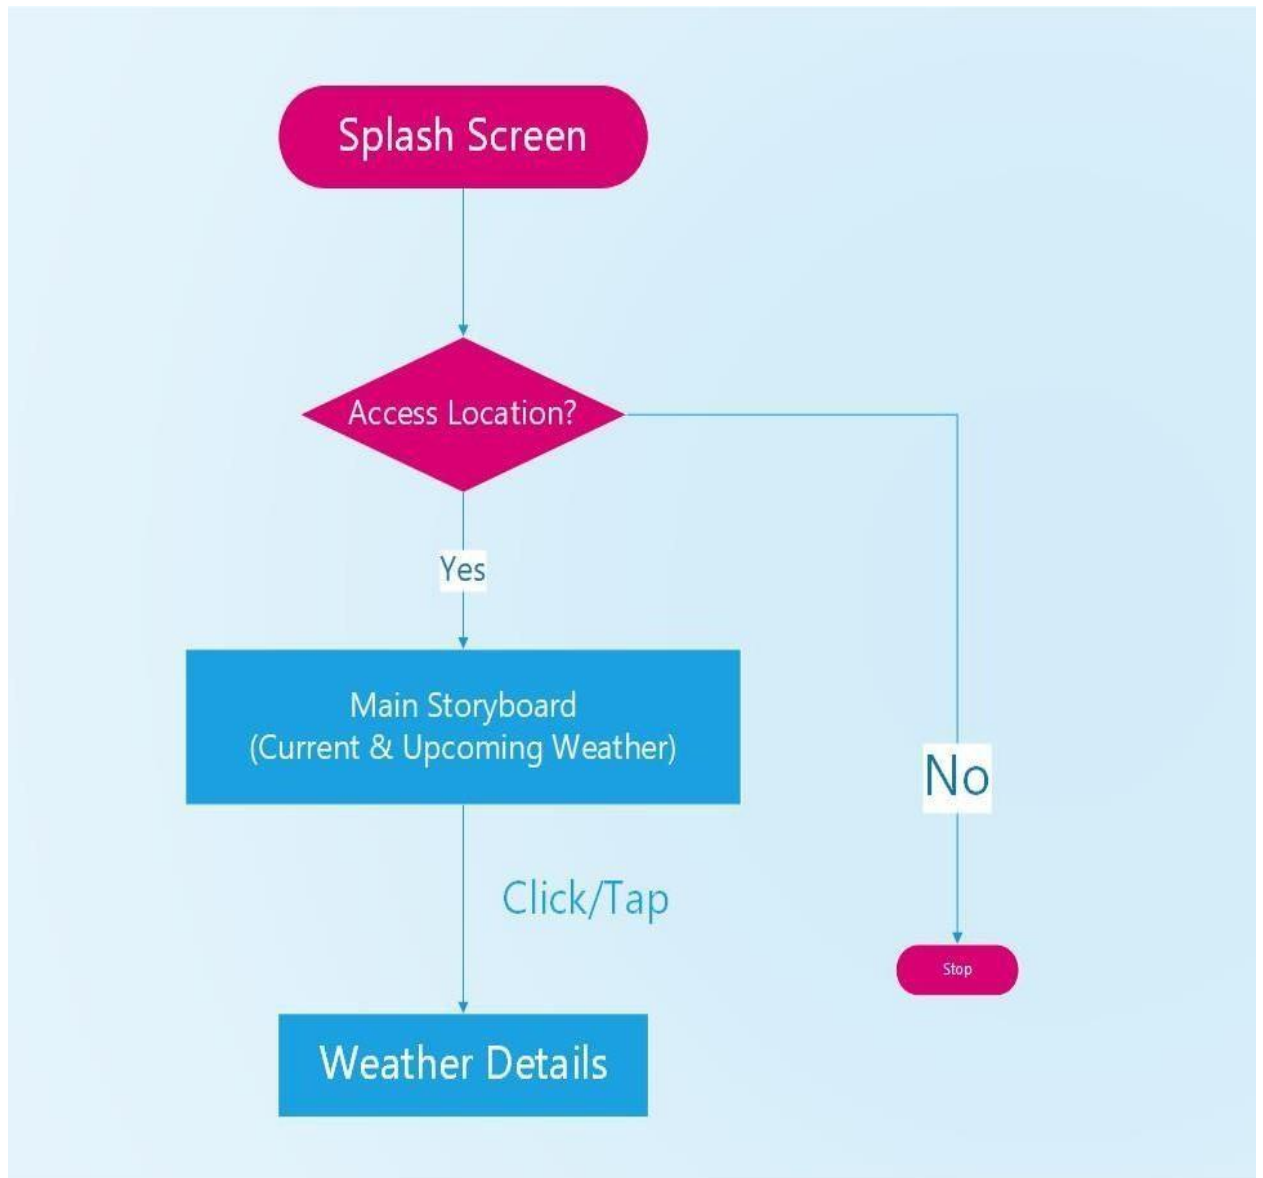 Splash Screen
Access Location?
Yes
Main Storyboard
(Current & Upcoming Weather)
No
Click/Tap
Stop
Weather Details